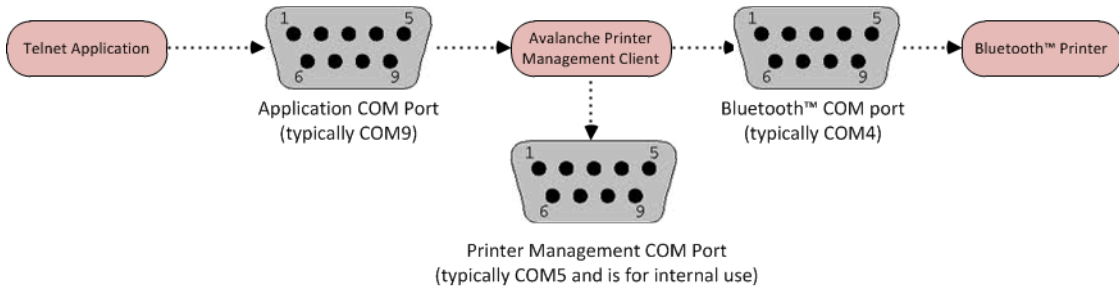 Telnet Application
1 5
6 9
Application COM Port
(typically COM9)
Avalanche Printer
Management Client
1 5
6 9
Bluetooth™ COM port
(typically COM4)
Bluetooth™ Printer
1 5
6 9
Printer Management COM Port
(typically COM5 and is for internal use)